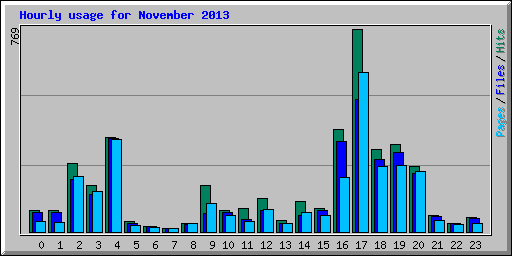 Hourly usage for November 2013
769
Pages / Files / Hits
0 1 2 3 4 5 6 7 8 9 10 11 12 13 14 15 16 17 18 19 20 21 22 23